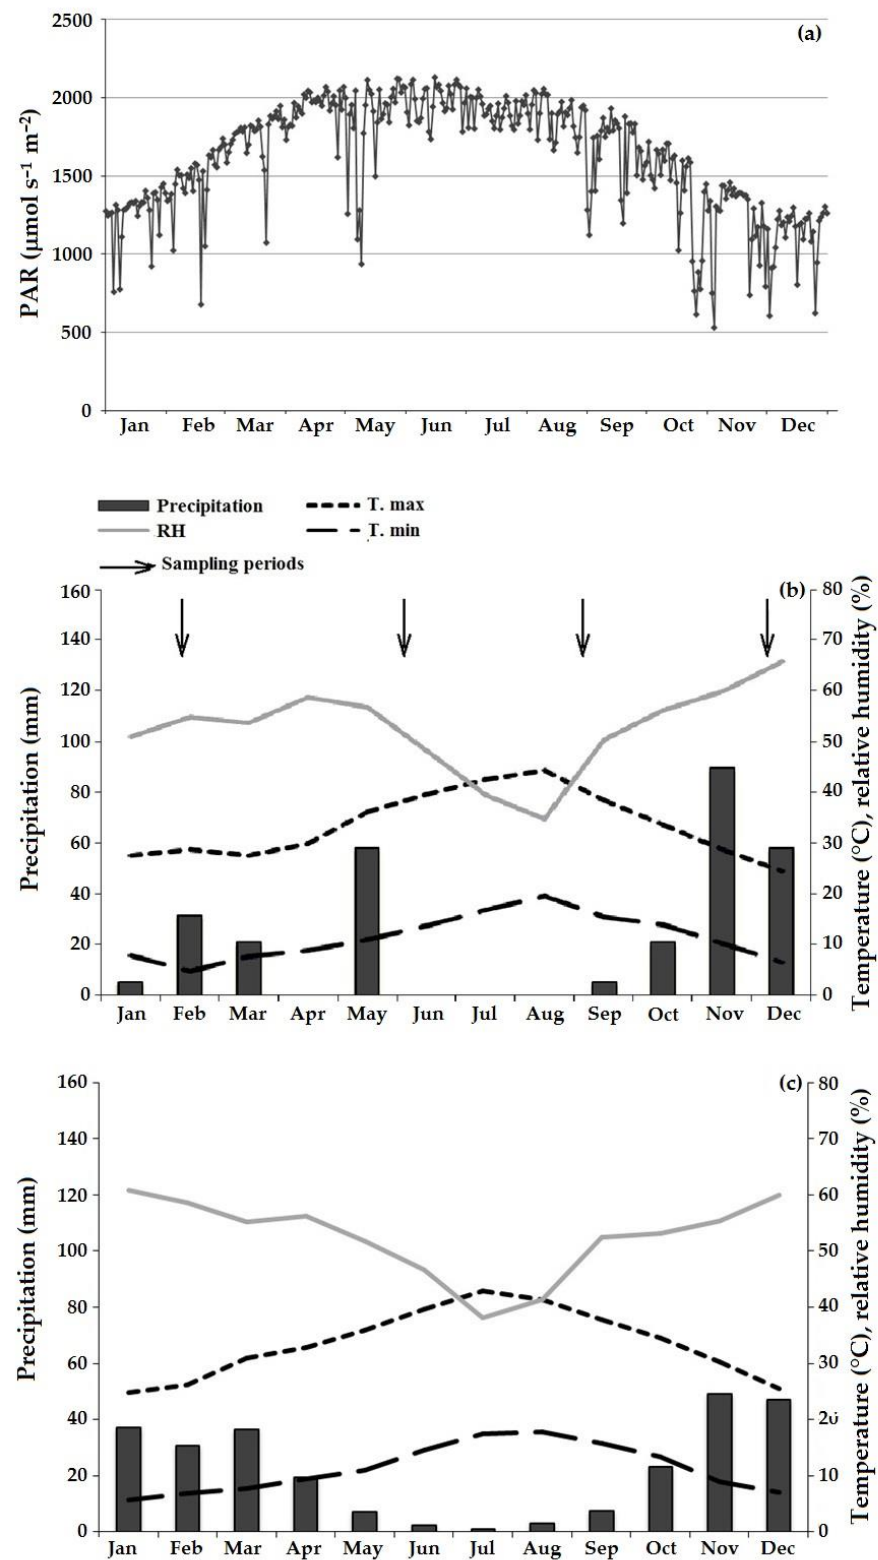 2500
(a)
2000
1500
1000
500
0
PAR (μmol s⁻¹ m⁻²)
Jan Feb Mar Apr May Jun Jul Aug Sep Oct Nov Dec
Precipitation T. max
RH T. min
Sampling periods
160 (b) 80
140 70
120 60
100 50
80 40
60 30
40 20
20 10
0 0
Precipitation (mm)
Temperature (°C), relative humidity (%)
Jan Feb Mar Apr May Jun Jul Aug Sep Oct Nov Dec
160 (c) 80
140 70
120 60
100 50
80 40
60 30
40 20
20 10
0 0
Precipitation (mm)
Temperature (°C), relative humidity (%)
Jan Feb Mar Apr May Jun Jul Aug Sep Oct Nov Dec